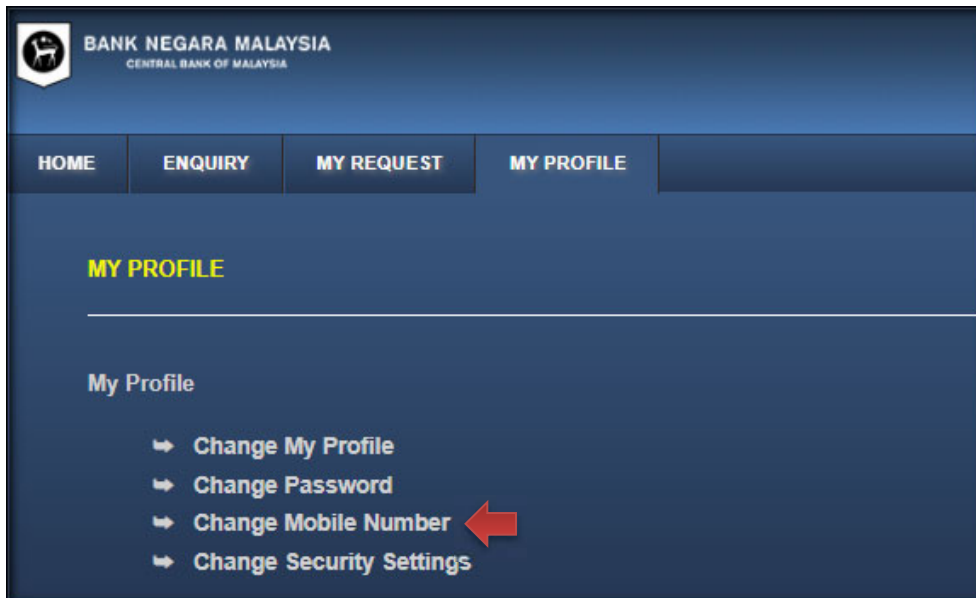 BANK NEGARA MALAYSIA
CENTRAL BANK OF MALAYSIA
HOME ENQUIRY MY REQUEST MY PROFILE
MY PROFILE
My Profile
Change My Profile
Change Password
Change Mobile Number
Change Security Settings